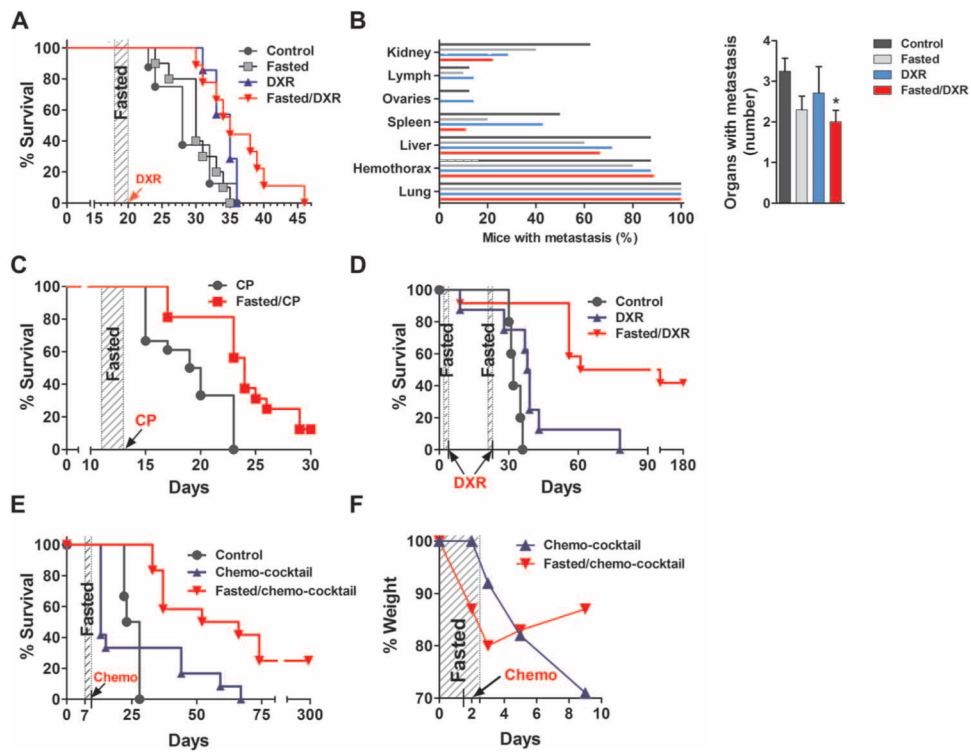 A
% Survival
100
80
60
40
20
0
Fasted
DXR
Control
Fasted
DXR
Fasted/DXR
0 15 20 25 30 35 40 45
B
Kidney
Lymph
Ovaries
Spleen
Liver
Hemothorax
Lung
0 20 40 60 80 100
Mice with metastasis (%)
Organs with metastasis
(number)
4
3
2
1
0
*
Control
Fasted
DXR
Fasted/DXR
C
% Survival
100
80
60
40
20
0
Fasted
CP
CP
Fasted/CP
0 10 15 20 25 30
Days
D
% Survival
100
80
60
40
20
0
Fasted
Fasted
DXR
Control
DXR
Fasted/DXR
0 30 60 90 180
Days
E
% Survival
100
80
60
40
20
0
Fasted
Chemo
Control
Chemo-cocktail
Fasted/chemo-cocktail
0 7 25 50 75 300
Days
F
% Weight
100
90
80
70
Fasted
Chemo
Chemo-cocktail
Fasted/chemo-cocktail
0 2 4 6 8 10
Days